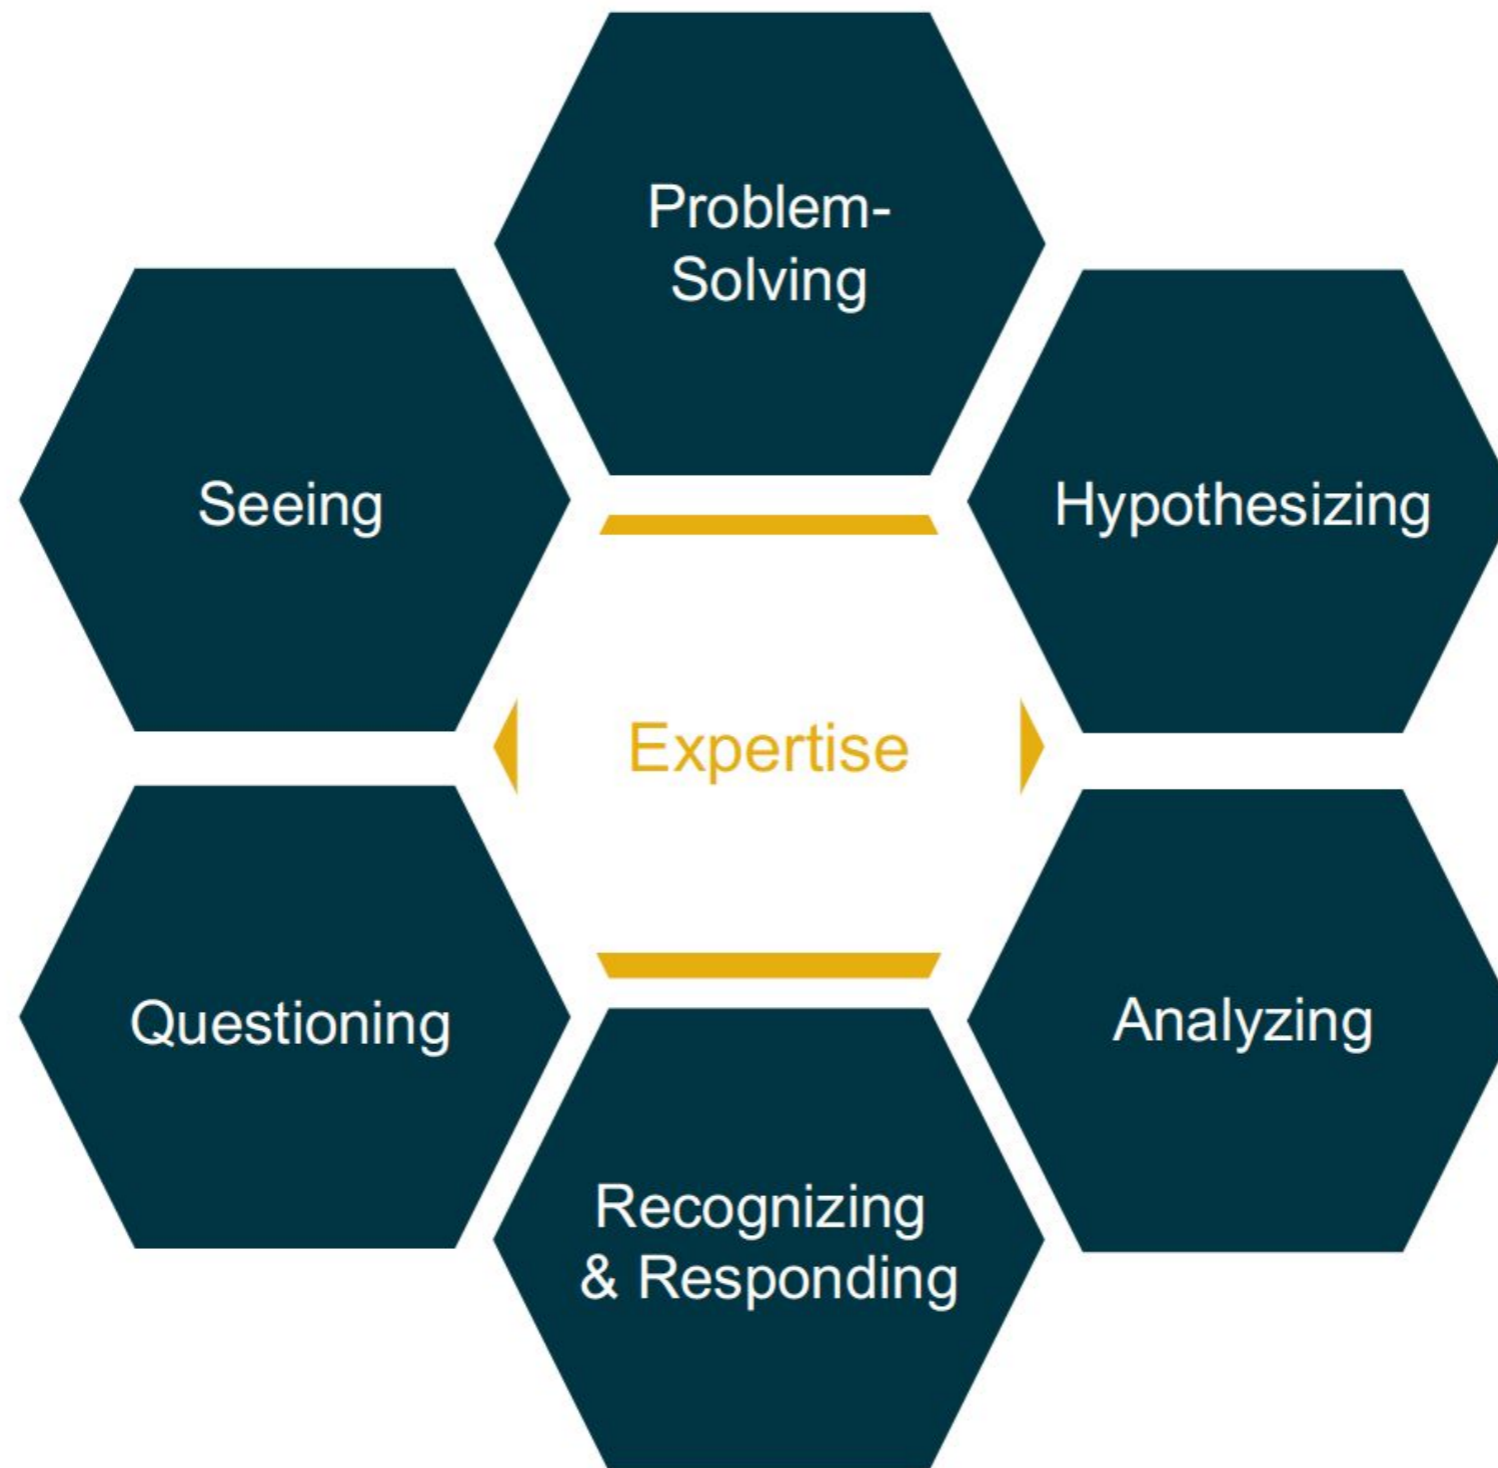 Problem-
Solving
Seeing
Hypothesizing
Expertise
Questioning
Analyzing
Recognizing
& Responding